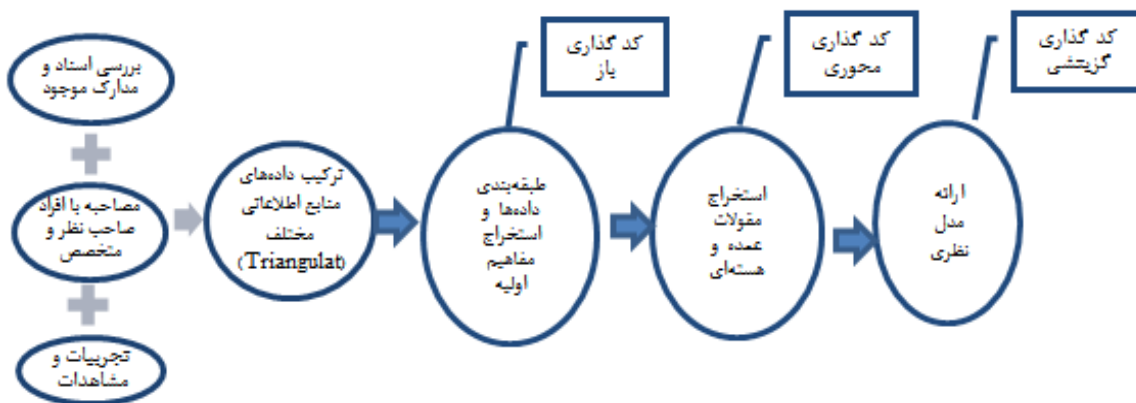 بررسی اسناد و
مدارک موجود
مصاحبه با افراد
صاحب نظر و
متخصص
تجربیات و
مشاهدات
ترکیب داده‌های
منابع اطلاعاتی
مختلف
(Triangulat)
کد گذاری
باز
طبقه‌بندی
داده‌ها و
استخراج
مفاهیم
اولیه
کد گذاری
محوری
استخراج
مقولات
عمده و
هسته‌ای
کد گذاری
گزینشی
ارائه
مدل
نظری